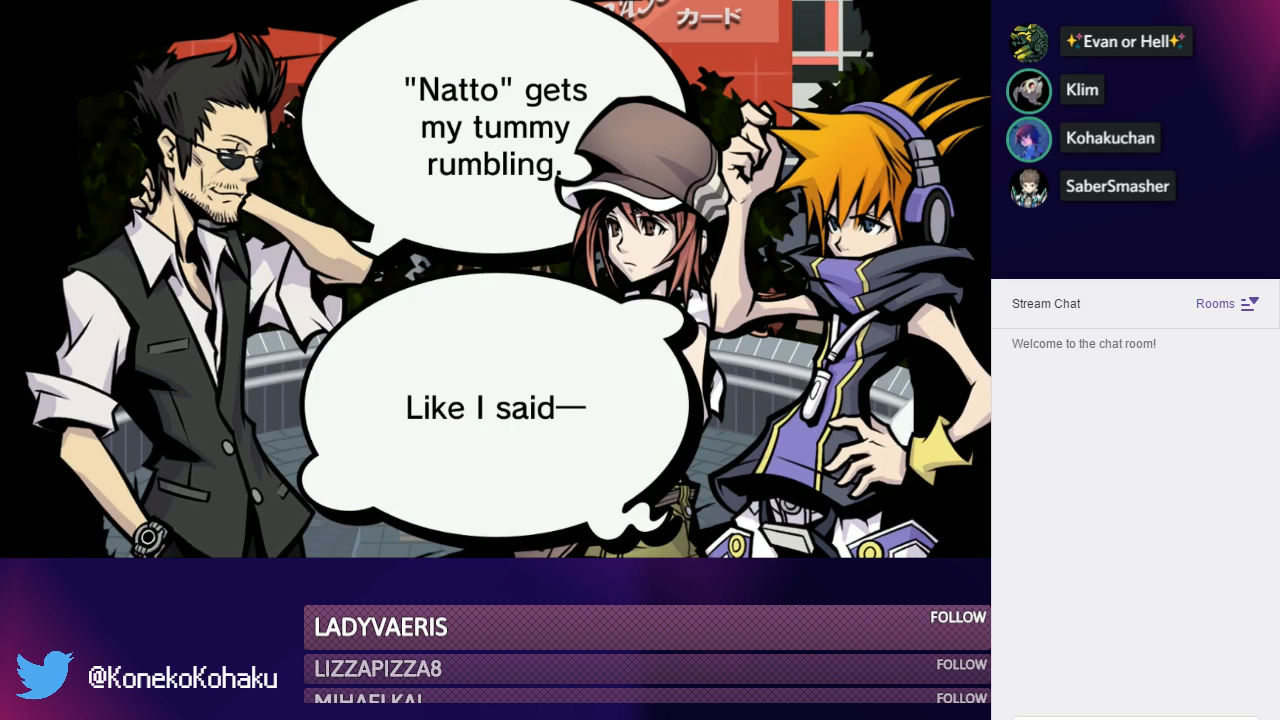 カード
"Natto" gets
my tummy
rumbling.
Like I said—
✨Evan or Hell✨
Klim
Kohakuchan
SaberSmasher
Stream Chat
Rooms
Welcome to the chat room!
LADYVAERIS
FOLLOW
LIZZAPIZZA8
FOLLOW
MIHAELKAL
FOLLOW
@KonekoKohaku